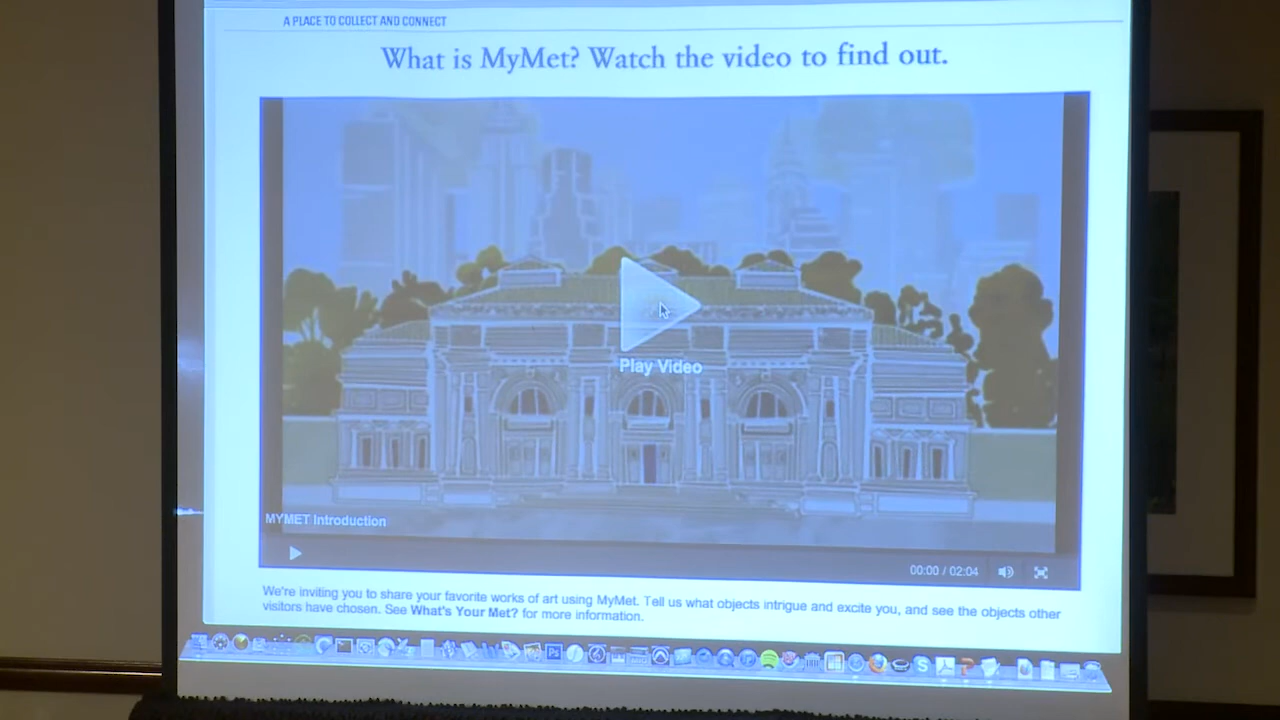 A PLACE TO COLLECT AND CONNECT
What is MyMet? Watch the video to find out.
Play Video
MYMET Introduction
00:00 / 02:04
We're inviting you to share your favorite works of art using MyMet. Tell us what objects intrigue and excite you, and see the objects other
visitors have chosen. See What's Your Met? for more information.
Ps
S